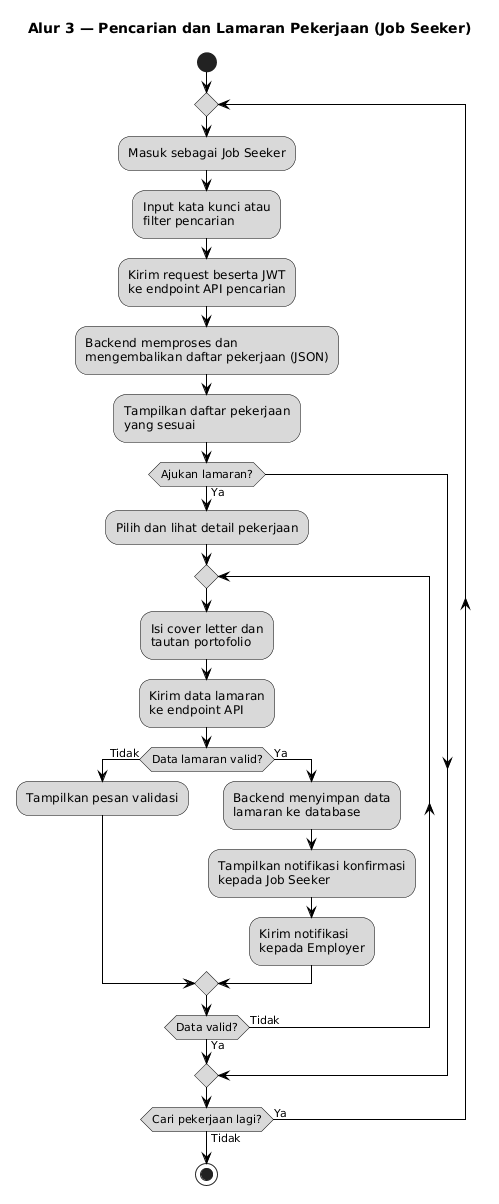 Alur 3 — Pencarian dan Lamaran Pekerjaan (Job Seeker)
Masuk sebagai Job Seeker
Input kata kunci atau
filter pencarian
Kirim request beserta JWT
ke endpoint API pencarian
Backend memproses dan
mengembalikan daftar pekerjaan (JSON)
Tampilkan daftar pekerjaan
yang sesuai
Ajukan lamaran?
Ya
Pilih dan lihat detail pekerjaan
Isi cover letter dan
tautan portofolio
Kirim data lamaran
ke endpoint API
Tidak
Data lamaran valid?
Ya
Tampilkan pesan validasi
Backend menyimpan data
lamaran ke database
Tampilkan notifikasi konfirmasi
kepada Job Seeker
Kirim notifikasi
kepada Employer
Data valid?
Tidak
Ya
Cari pekerjaan lagi?
Ya
Tidak